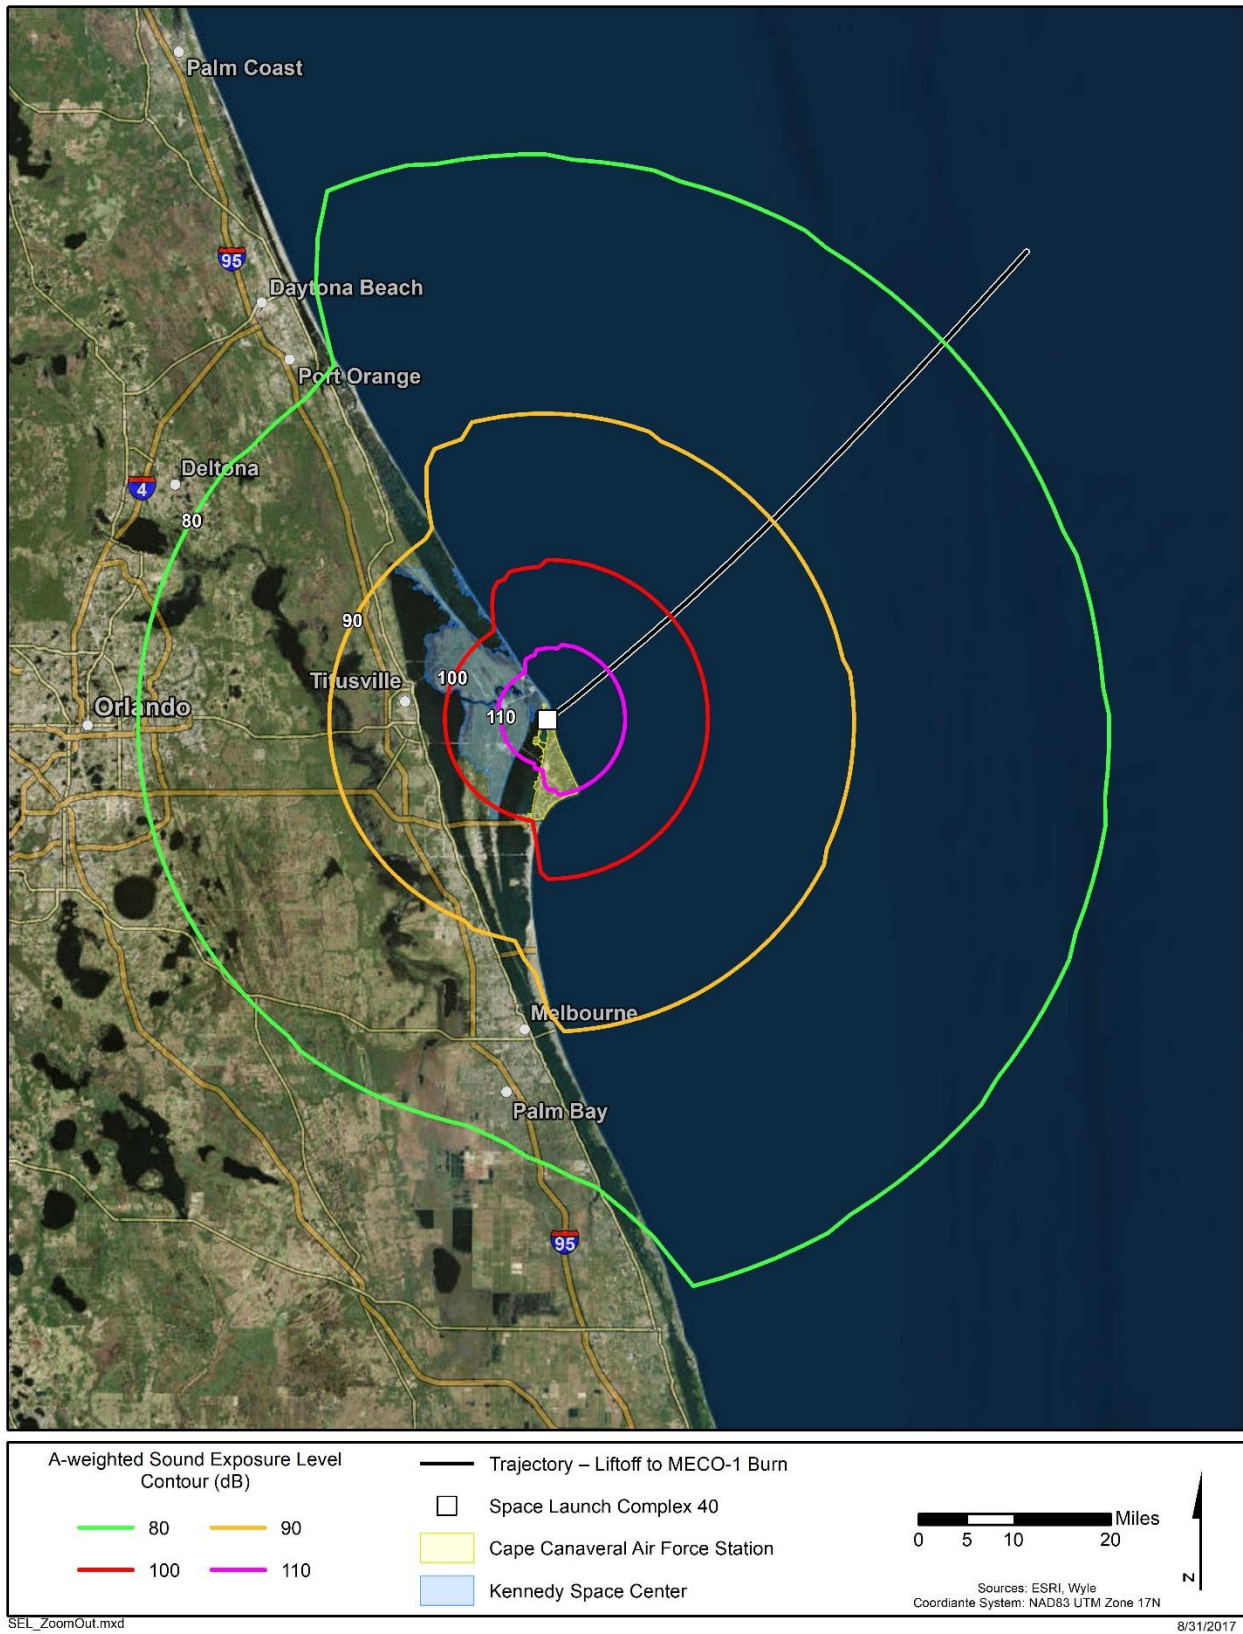 Palm Coast
95
Daytona Beach
Port Orange
Deltona
4
80
90
Titusville
100
110
Orlando
Melbourne
Palm Bay
95
A-weighted Sound Exposure Level
Contour (dB)
80
90
100
110
Trajectory – Liftoff to MECO-1 Burn
Space Launch Complex 40
Cape Canaveral Air Force Station
Kennedy Space Center
Miles
0 5 10 20
N
Sources: ESRI, Wyle
Coordiante System: NAD83 UTM Zone 17N
SEL_ZoomOut.mxd
8/31/2017